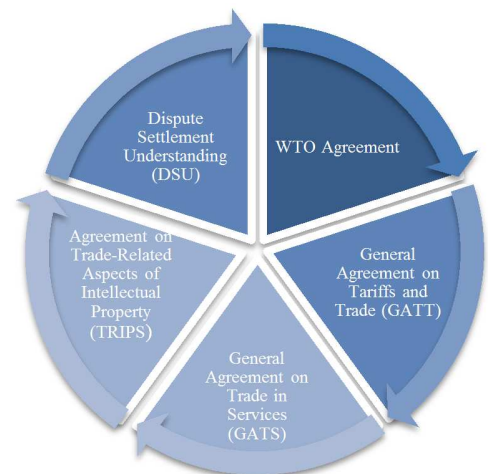 WTO Agreement
General
Agreement on
Tariffs and
Trade (GATT)
General
Agreement on
Trade in
Services
(GATS)
Agreement on
Trade-Related
Aspects of
Intellectual
Property
(TRIPS)
Dispute
Settlement
Understanding
(DSU)